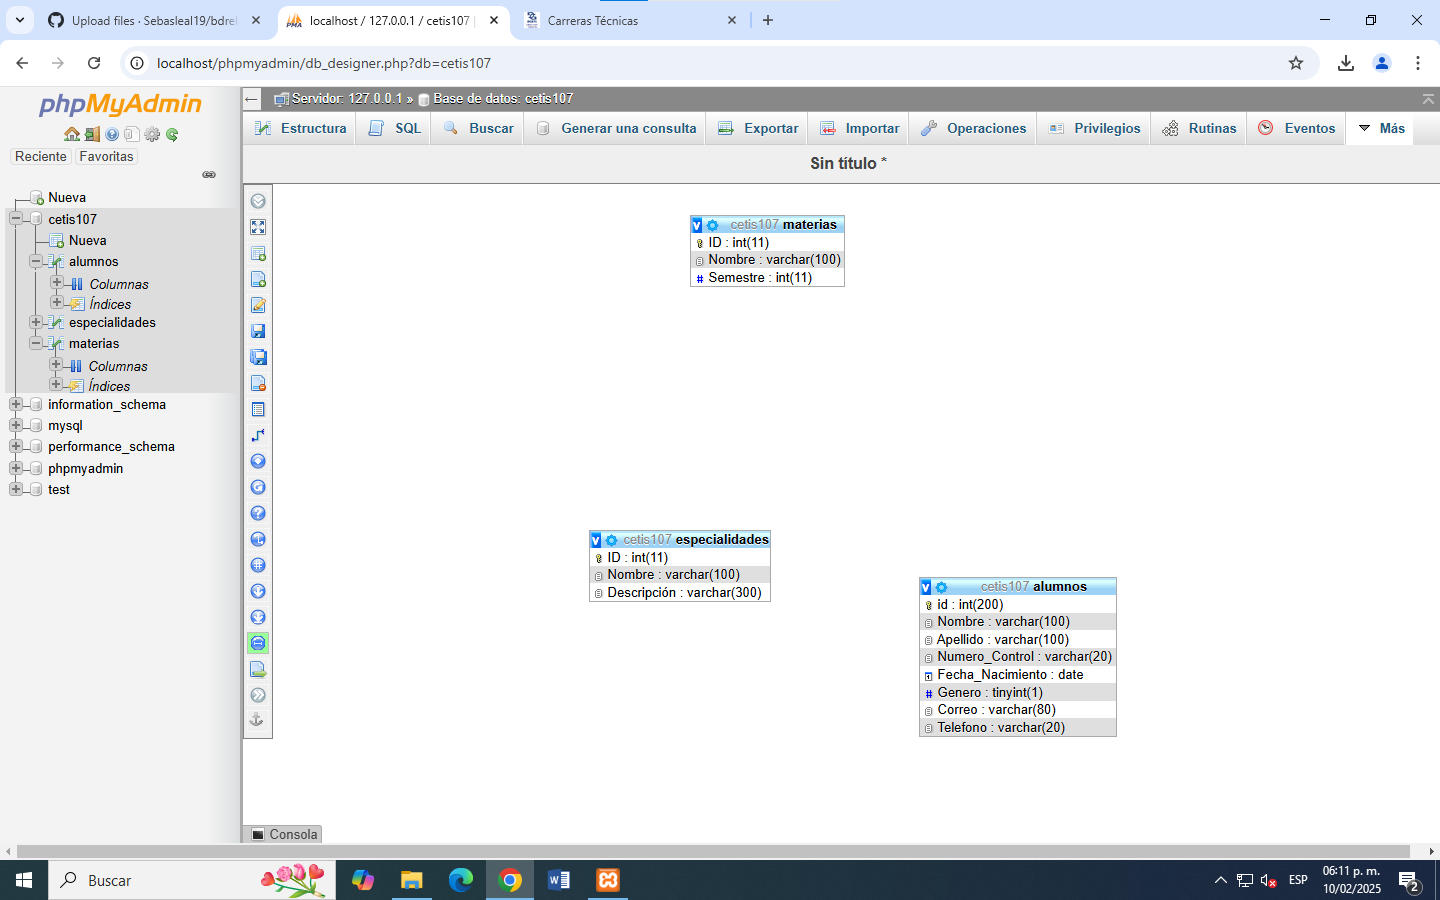 Upload files · Sebasleal19/bdrel
localhost / 127.0.0.1 / cetis107 |
Carreras Técnicas
localhost/phpmyadmin/db_designer.php?db=cetis107
phpMyAdmin
Reciente Favoritas
Nueva
cetis107
Nueva
alumnos
Columnas
Índices
especialidades
materias
Columnas
Índices
information_schema
mysql
performance_schema
phpmyadmin
test
Servidor: 127.0.0.1 » Base de datos: cetis107
Estructura SQL Buscar Generar una consulta Exportar Importar Operaciones Privilegios Rutinas Eventos Más
Sin título *
cetis107 materias
ID : int(11)
Nombre : varchar(100)
Semestre : int(11)
cetis107 especialidades
ID : int(11)
Nombre : varchar(100)
Descripción : varchar(300)
cetis107 alumnos
id : int(200)
Nombre : varchar(100)
Apellido : varchar(100)
Numero_Control : varchar(20)
Fecha_Nacimiento : date
Genero : tinyint(1)
Correo : varchar(80)
Telefono : varchar(20)
Consola
Buscar
ESP
06:11 p. m.
10/02/2025
2